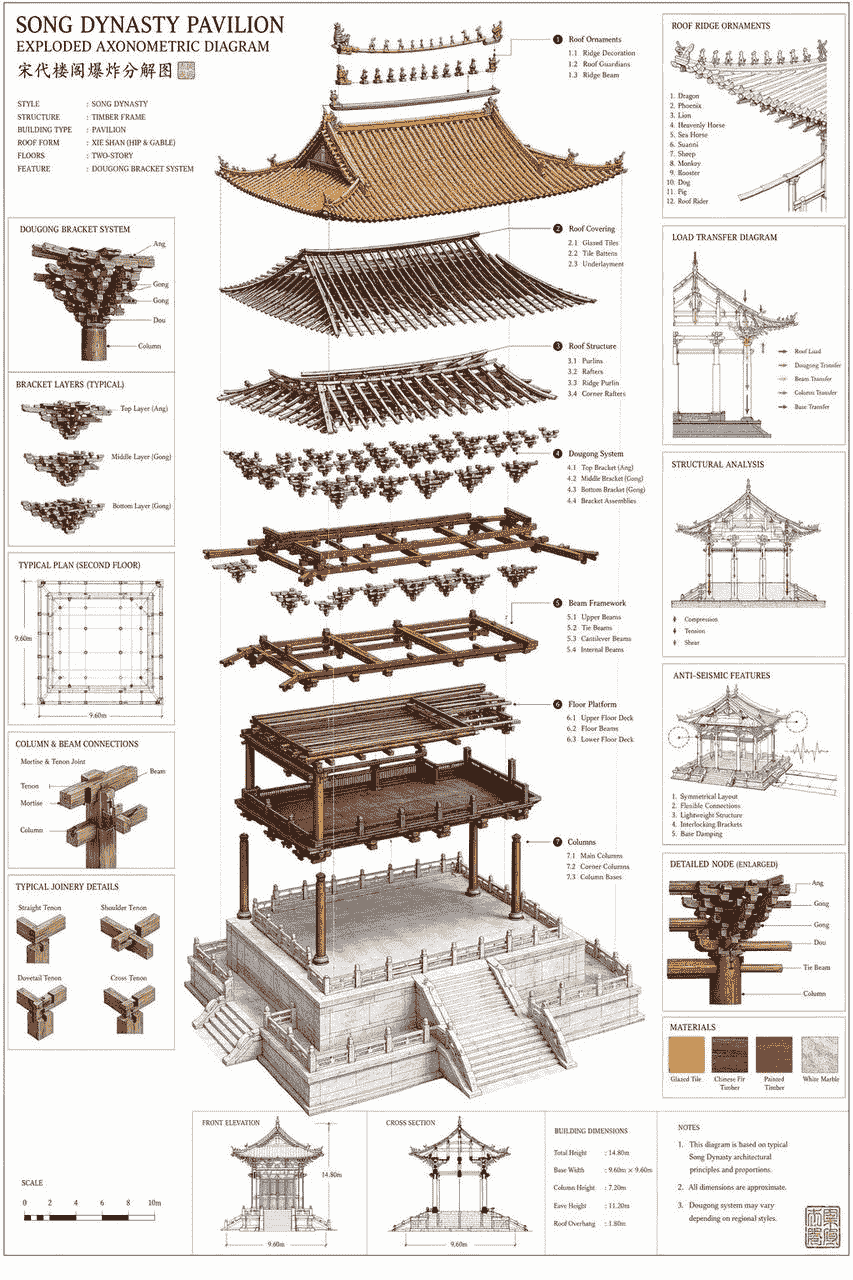 SONG DYNASTY PAVILION
EXPLODED AXONOMETRIC DIAGRAM
宋代楼阁爆炸分解图
STYLE : SONG DYNASTY
STRUCTURE : TIMBER FRAME
BUILDING TYPE : PAVILION
ROOF FORM : XIE SHAN (HIP & GABLE)
FLOORS : TWO-STORY
FEATURE : DOUGONG BRACKET SYSTEM
DOUGONG BRACKET SYSTEM
Ang
Gong
Gong
Dou
Column
BRACKET LAYERS (TYPICAL)
Top Layer (Ang)
Middle Layer (Gong)
Bottom Layer (Gong)
TYPICAL PLAN (SECOND FLOOR)
9.60m
9.60m
COLUMN & BEAM CONNECTIONS
Mortise & Tenon Joint
Beam
Tenon
Mortise
Column
TYPICAL JOINERY DETAILS
Straight Tenon
Shoulder Tenon
Dovetail Tenon
Cross Tenon
SCALE
0 2 4 6 8 10m
1 Roof Ornaments
1.1 Ridge Decoration
1.2 Roof Guardians
1.3 Ridge Beam
2 Roof Covering
2.1 Glazed Tiles
2.2 Tile Battens
2.3 Underlayment
3 Roof Structure
3.1 Purlins
3.2 Rafters
3.3 Ridge Purlin
3.4 Corner Rafters
4 Dougong System
4.1 Top Bracket (Ang)
4.2 Middle Bracket (Gong)
4.3 Bottom Bracket (Gong)
4.4 Bracket Assemblies
5 Beam Framework
5.1 Upper Beams
5.2 Tie Beams
5.3 Cantilever Beams
5.4 Internal Beams
6 Floor Platform
6.1 Upper Floor Deck
6.2 Floor Beams
6.3 Lower Floor Deck
7 Columns
7.1 Main Columns
7.2 Corner Columns
7.3 Column Bases
ROOF RIDGE ORNAMENTS
1. Dragon
2. Phoenix
3. Lion
4. Heavenly Horse
5. Sea Horse
6. Suanni
7. Sheep
8. Monkey
9. Rooster
10. Dog
11. Pig
12. Roof Rider
LOAD TRANSFER DIAGRAM
Roof Load
Dougong Transfer
Beam Transfer
Column Transfer
Base Transfer
STRUCTURAL ANALYSIS
Compression
Tension
Shear
ANTI-SEISMIC FEATURES
1. Symmetrical Layout
2. Flexible Connections
3. Lightweight Structure
4. Interlocking Brackets
5. Base Damping
DETAILED NODE (ENLARGED)
Ang
Gong
Gong
Dou
Tie Beam
Column
MATERIALS
Glazed Tile
Chinese Fir Timber
Painted Timber
White Marble
FRONT ELEVATION
14.80m
9.60m
CROSS SECTION
9.60m
BUILDING DIMENSIONS
Total Height : 14.80m
Base Width : 9.60m × 9.60m
Column Height : 7.20m
Eave Height : 11.20m
Roof Overhang : 1.80m
NOTES
1. This diagram is based on typical
Song Dynasty architectural
principles and proportions.
2. All dimensions are approximate.
3. Dougong system may vary
depending on regional styles.